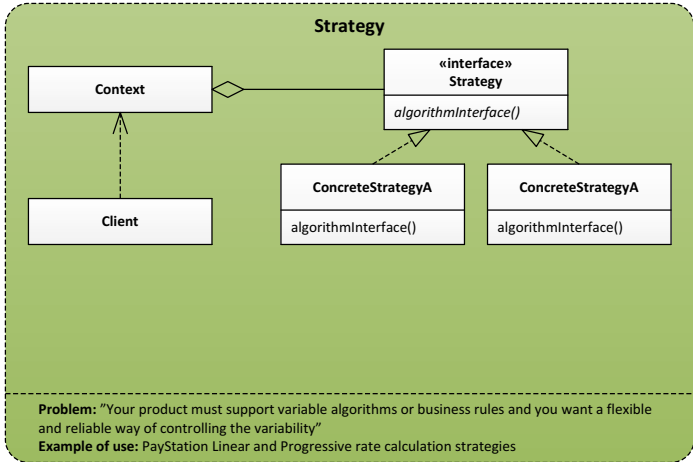 Strategy
«interface»
Strategy
algorithmInterface()
Context
ConcreteStrategyA
algorithmInterface()
ConcreteStrategyA
algorithmInterface()
Client
Problem: ”Your product must support variable algorithms or business rules and you want a flexible
and reliable way of controlling the variability”
Example of use: PayStation Linear and Progressive rate calculation strategies